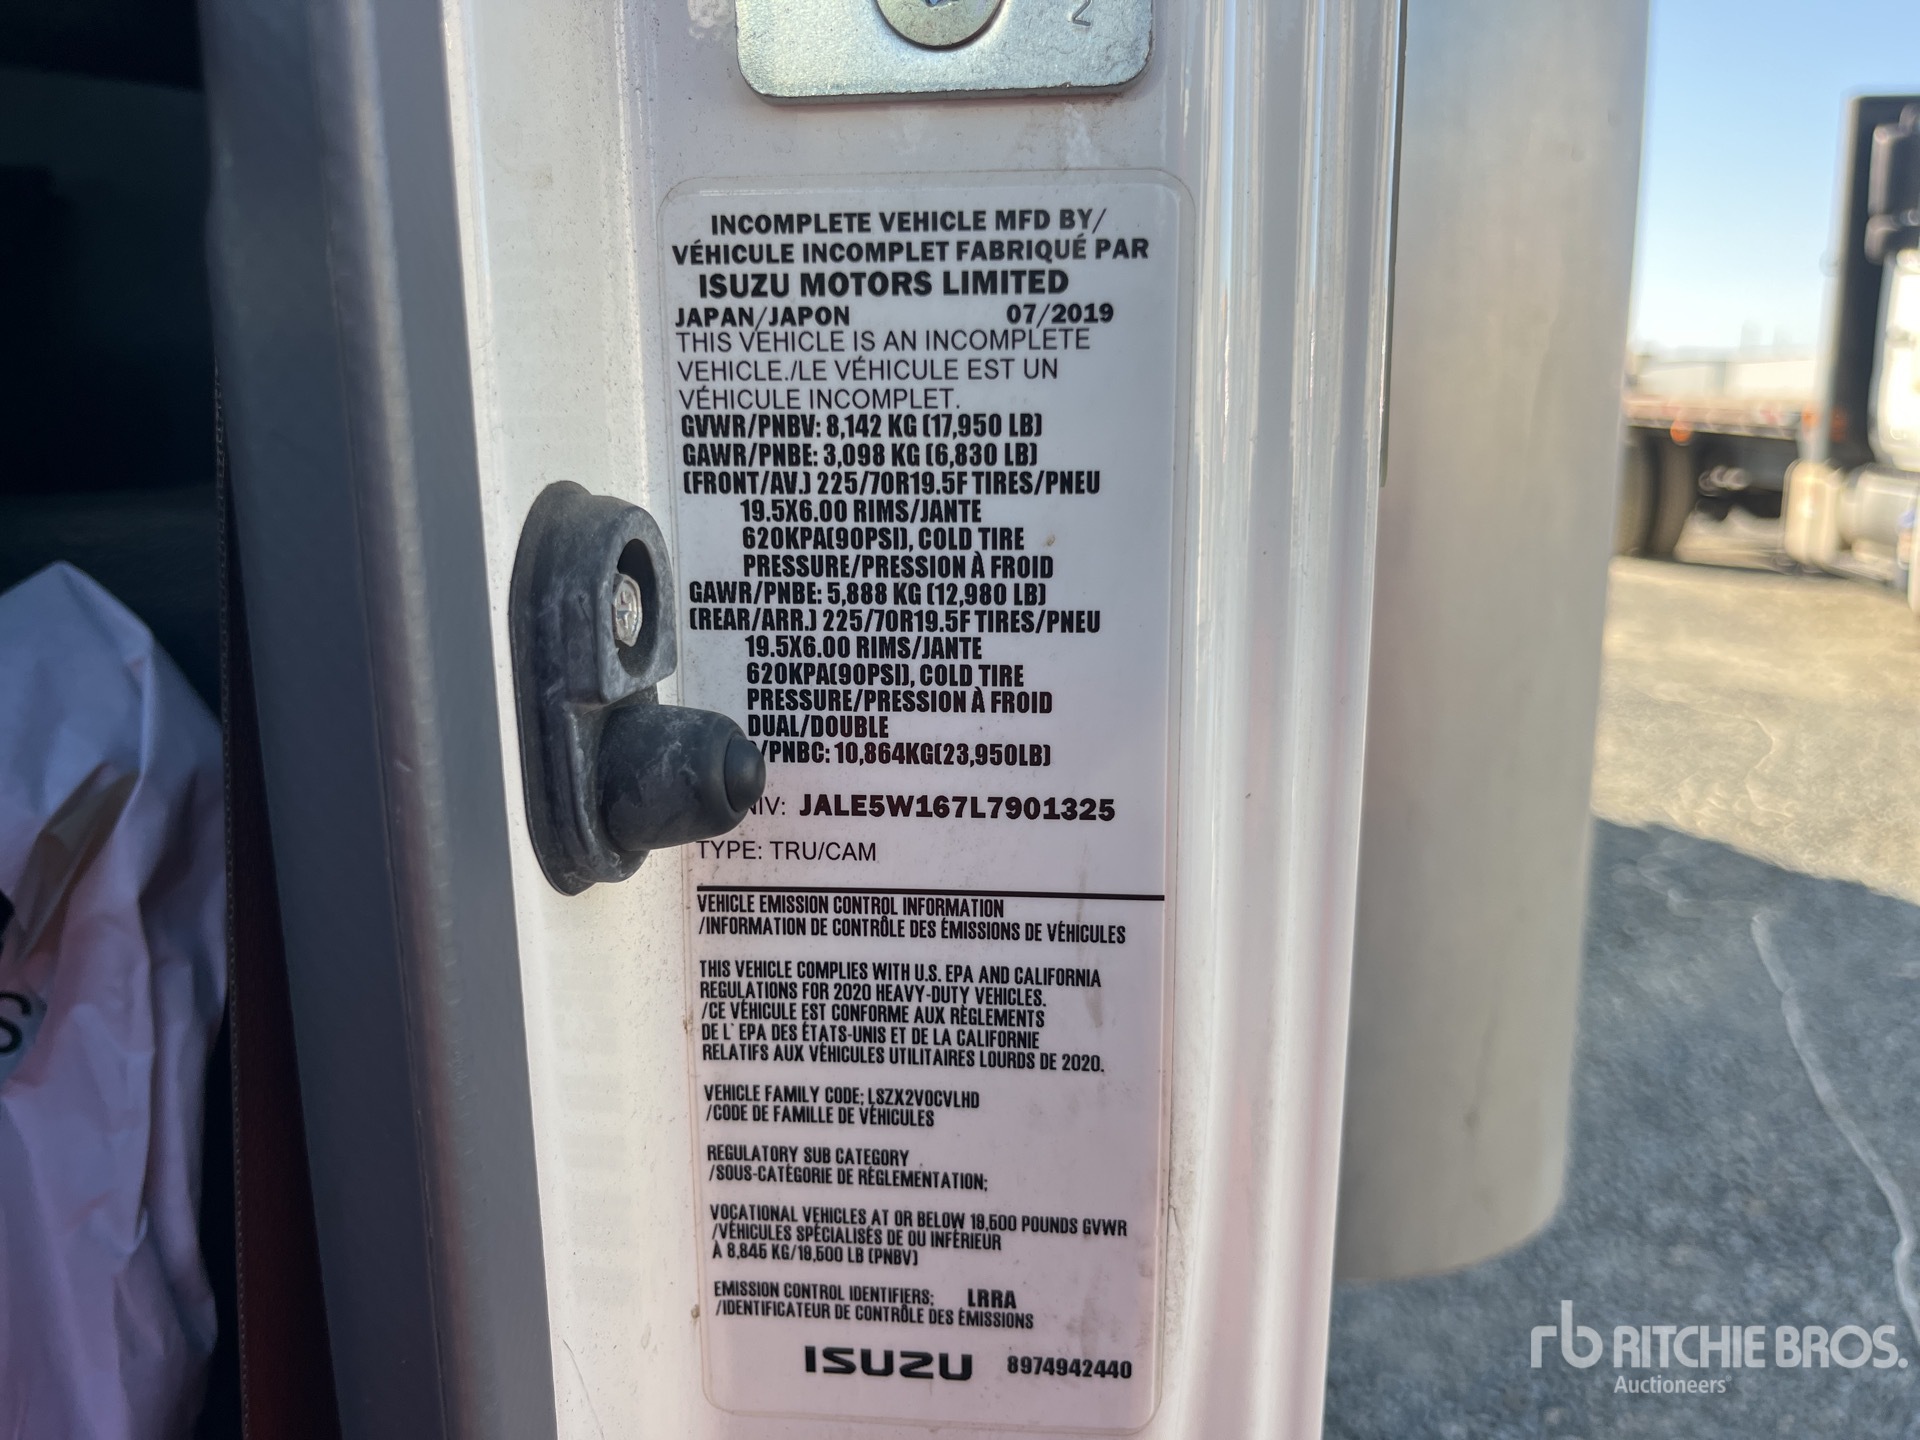 INCOMPLETE VEHICLE MFD BY/
VÉHICULE INCOMPLET FABRIQUÉ PAR
ISUZU MOTORS LIMITED
JAPAN/JAPON 07/2019
THIS VEHICLE IS AN INCOMPLETE
VEHICLE./LE VÉHICULE EST UN
VÉHICULE INCOMPLET.
GVWR/PNBV: 8,142 KG (17,950 LB)
GAWR/PNBE: 3,098 KG (6,830 LB)
(FRONT/AV.) 225/70R19.5F TIRES/PNEU
19.5X6.00 RIMS/JANTE
620KPA(90PSI), COLD TIRE
PRESSURE/PRESSION À FROID
GAWR/PNBE: 5,888 KG (12,980 LB)
(REAR/ARR.) 225/70R19.5F TIRES/PNEU
19.5X6.00 RIMS/JANTE
620KPA(90PSI), COLD TIRE
PRESSURE/PRESSION À FROID
DUAL/DOUBLE
/PNBC: 10,864KG(23,950LB)
IV: JALE5W167L7901325
TYPE: TRU/CAM
VEHICLE EMISSION CONTROL INFORMATION
/INFORMATION DE CONTRÔLE DES ÉMISSIONS DE VÉHICULES
THIS VEHICLE COMPLIES WITH U.S. EPA AND CALIFORNIA
REGULATIONS FOR 2020 HEAVY-DUTY VEHICLES.
/CE VÉHICULE EST CONFORME AUX RÈGLEMENTS
DE L' EPA DES ÉTATS-UNIS ET DE LA CALIFORNIE
RELATIFS AUX VÉHICULES UTILITAIRES LOURDS DE 2020.
VEHICLE FAMILY CODE; LSZX2VOCVLHD
/CODE DE FAMILLE DE VÉHICULES
REGULATORY SUB CATEGORY
/SOUS-CATÉGORIE DE RÉGLEMENTATION;
VOCATIONAL VEHICLES AT OR BELOW 19,500 POUNDS GVWR
/VÉHICULES SPÉCIALISÉS DE OU INFÉRIEUR
À 8,845 KG/19,500 LB (PNBV)
EMISSION CONTROL IDENTIFIERS; LRRA
/IDENTIFICATEUR DE CONTRÔLE DES ÉMISSIONS
ISUZU 8974942440
rb RITCHIE BROS.
Auctioneers